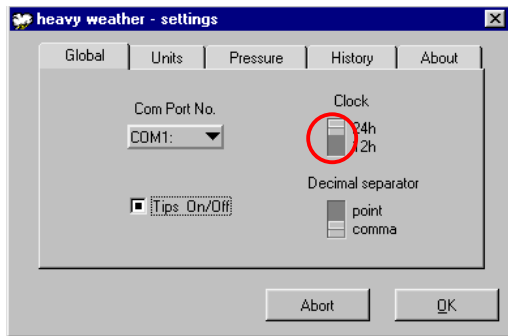 heavy weather - settings
Global Units Pressure History About
Com Port No.
COM1:
Clock
24h
12h
Tips On/Off
Decimal separator
point
comma
Abort OK